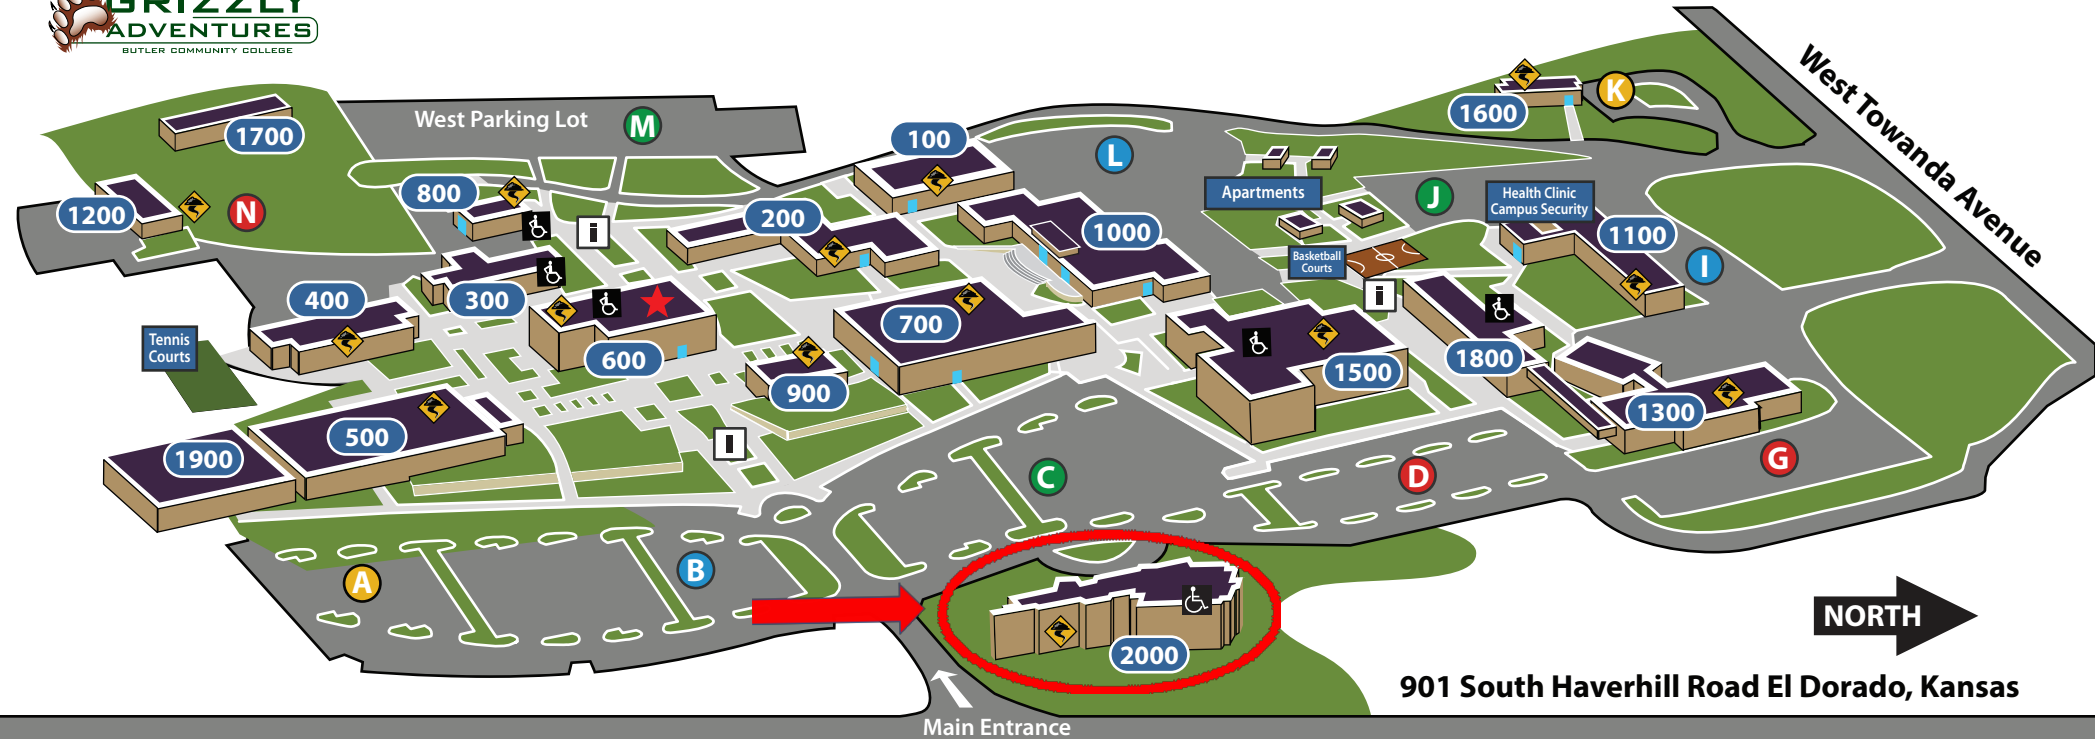 GRIZZLY
ADVENTURES
BUTLER COMMUNITY COLLEGE
West Parking Lot
M
1700
1200
N
800
i
100
L
200
1000
Apartments
J
1600
K
West Towanda Avenue
Health Clinic
Campus Security
1100
I
Basketball
Courts
i
400
300
600
700
900
1500
1800
1300
Tennis
Courts
1900
500
I
C
D
G
A
B
2000
NORTH
901 South Haverhill Road El Dorado, Kansas
Main Entrance